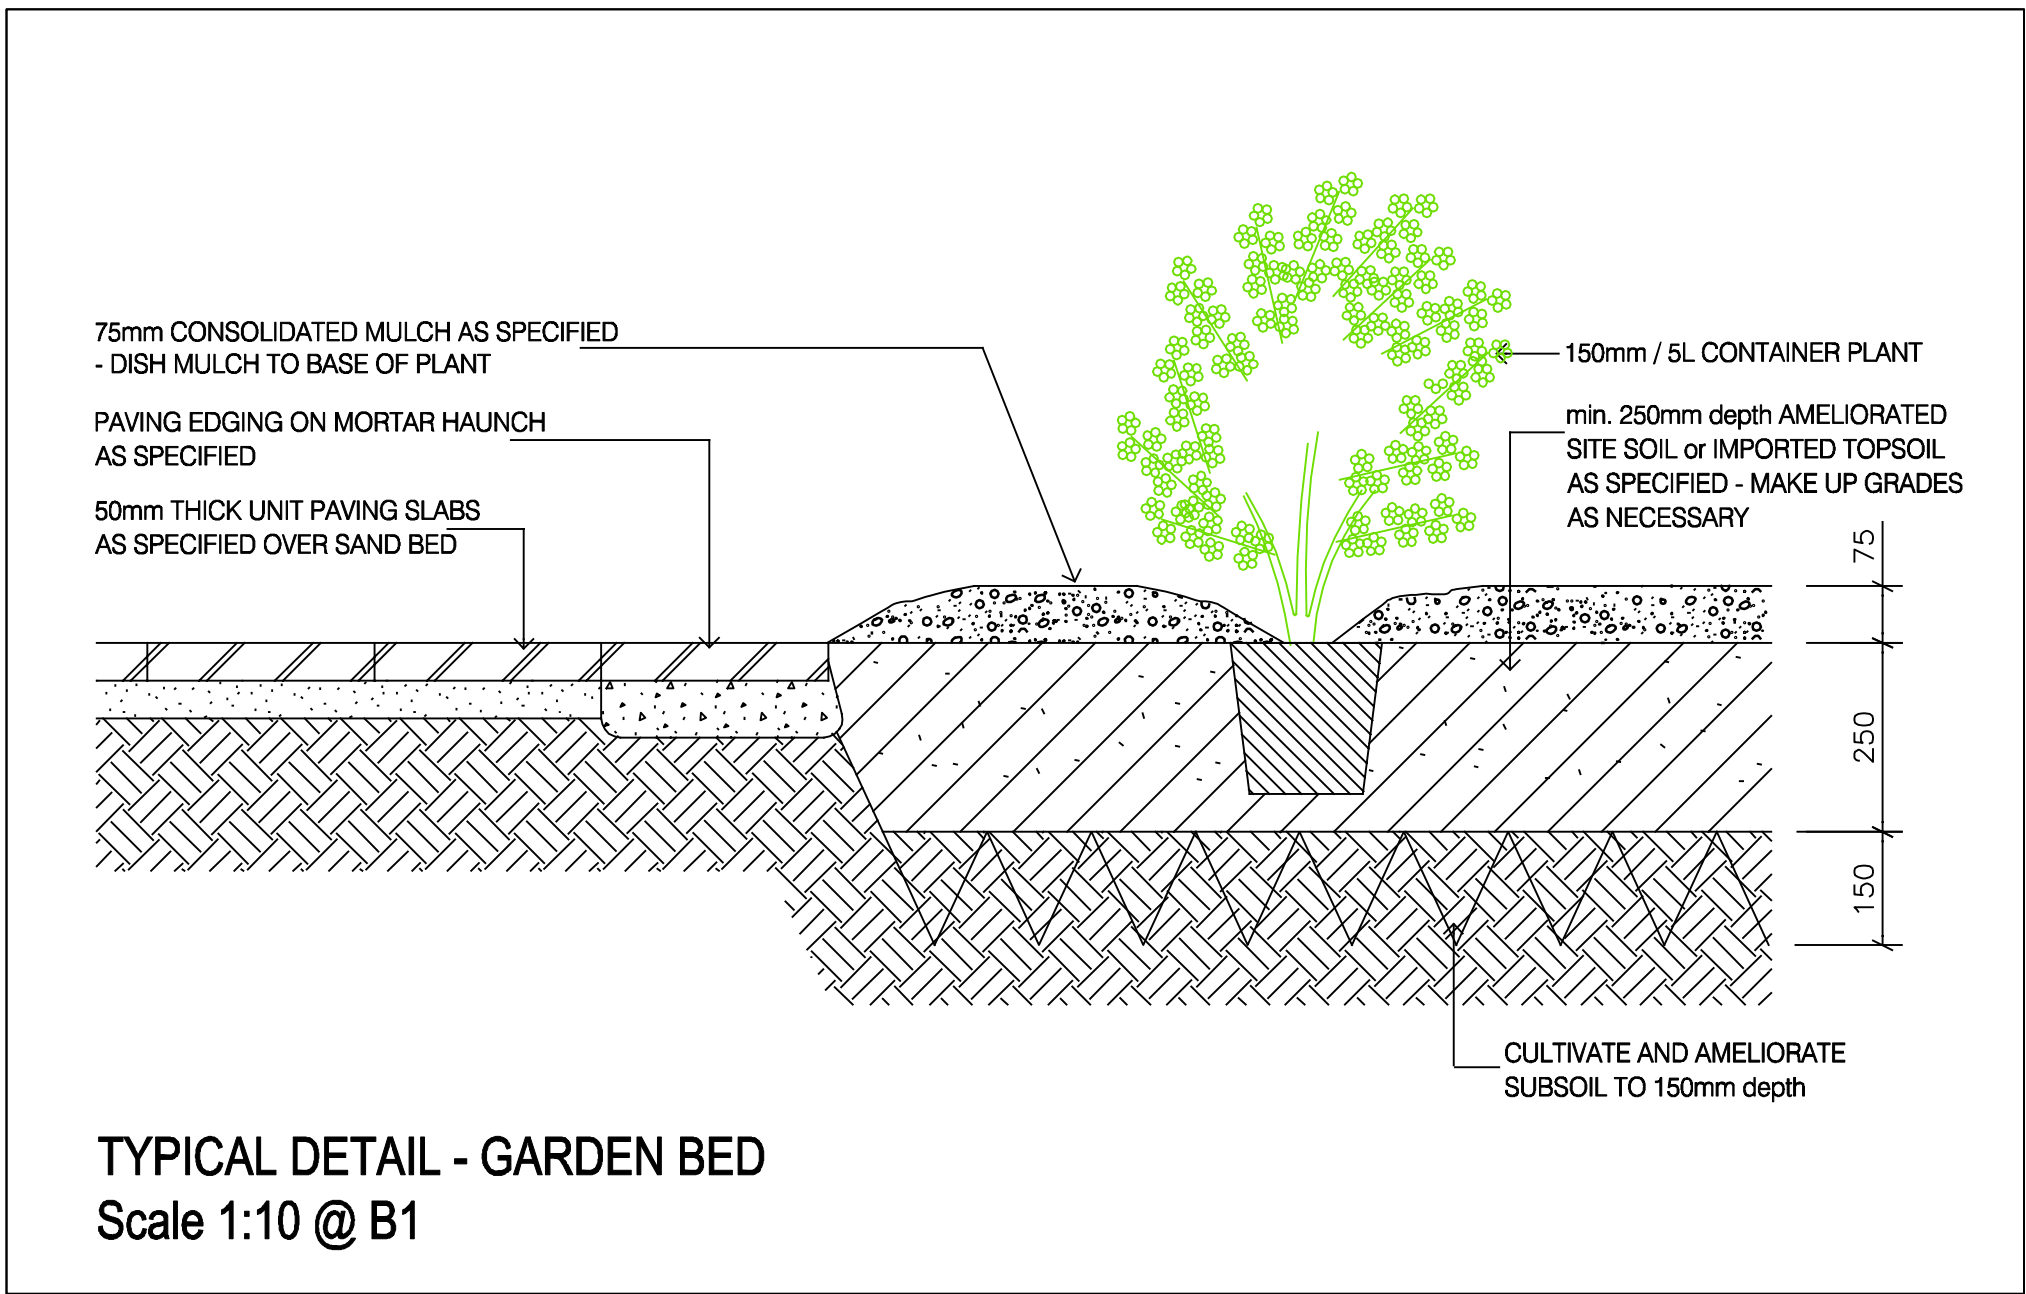 75mm CONSOLIDATED MULCH AS SPECIFIED
- DISH MULCH TO BASE OF PLANT
PAVING EDGING ON MORTAR HAUNCH
AS SPECIFIED
50mm THICK UNIT PAVING SLABS
AS SPECIFIED OVER SAND BED
150mm / 5L CONTAINER PLANT
min. 250mm depth AMELIORATED
SITE SOIL or IMPORTED TOPSOIL
AS SPECIFIED - MAKE UP GRADES
AS NECESSARY
75
250
150
CULTIVATE AND AMELIORATE
SUBSOIL TO 150mm depth
TYPICAL DETAIL - GARDEN BED
Scale 1:10 @ B1